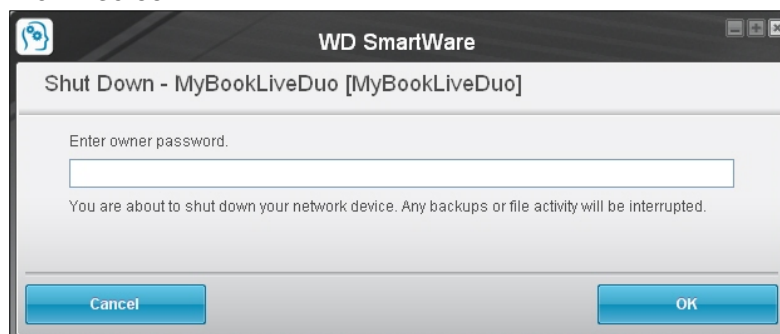 WD SmartWare
Shut Down - MyBookLiveDuo [MyBookLiveDuo]
Enter owner password.
You are about to shut down your network device. Any backups or file activity will be interrupted.
Cancel
OK